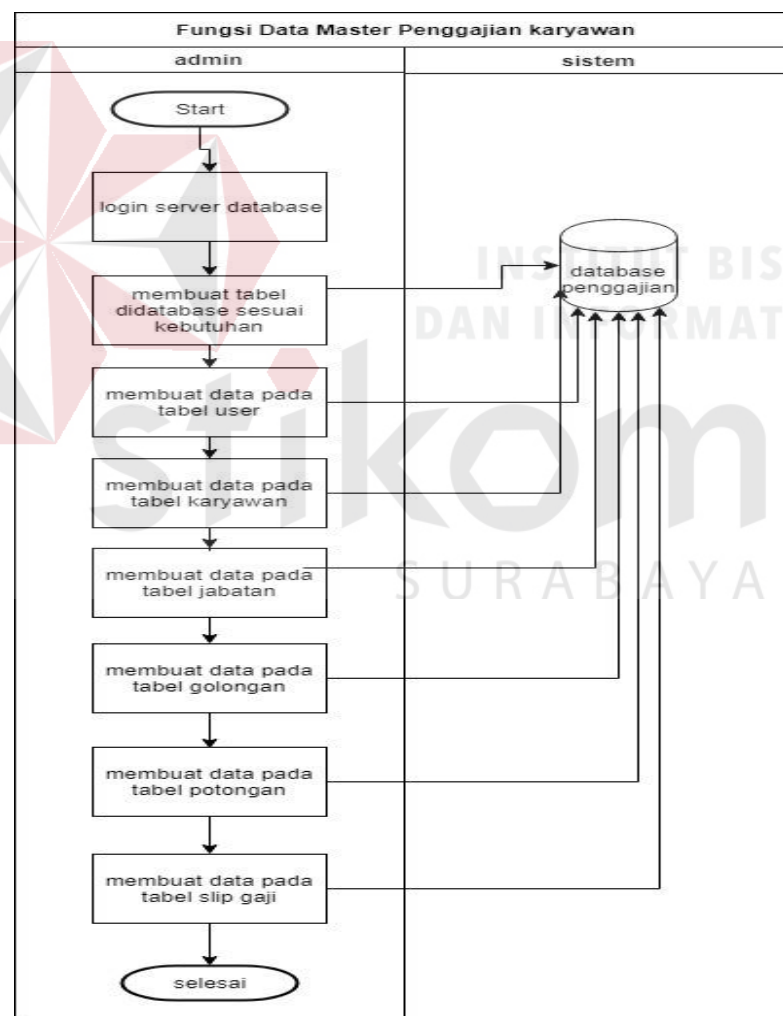 Fungsi Data Master Penggajian karyawan
admin
sistem
Start
login server database
membuat tabel
didatabase sesuai
kebutuhan
membuat data pada
tabel user
membuat data pada
tabel karyawan
membuat data pada
tabel jabatan
membuat data pada
tabel golongan
membuat data pada
tabel potongan
membuat data pada
tabel slip gaji
selesai
database
penggajian
INSTITUT BIS
DAN INFORMAT
stikom
SURABAYA